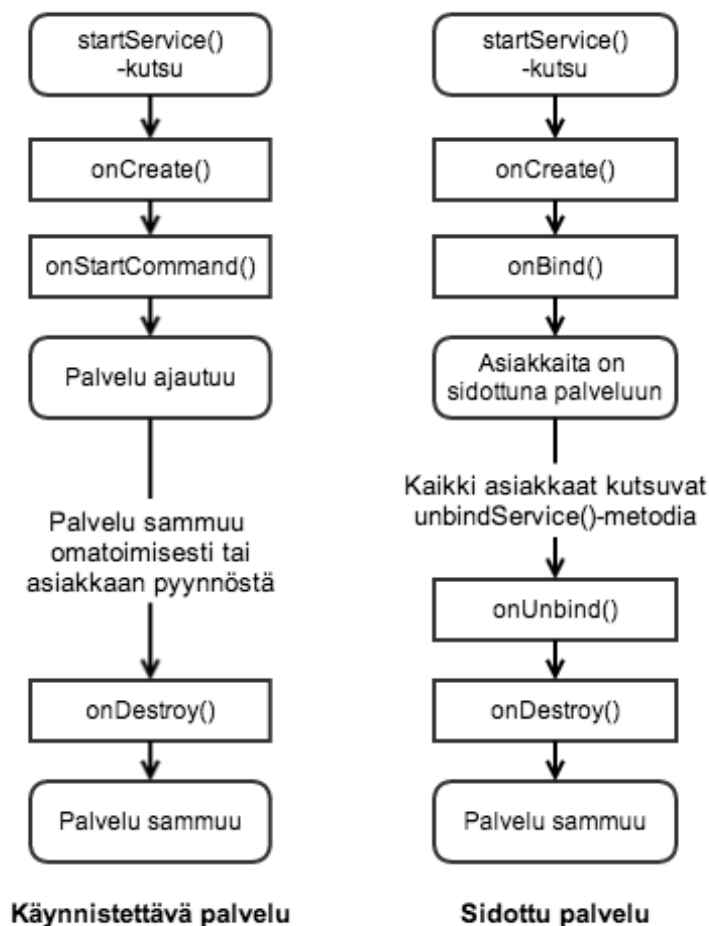 startService()
-kutsu
onCreate()
onStartCommand()
Palvelu ajautuu
Palvelu sammuu
omatoimisesti tai
asiakkaan pyynnöstä
onDestroy()
Palvelu sammuu
Käynnistettävä palvelu
startService()
-kutsu
onCreate()
onBind()
Asiakkaita on
sidottuna palveluun
Kaikki asiakkaat kutsuvat
unbindService()-metodia
onUnbind()
onDestroy()
Palvelu sammuu
Sidottu palvelu